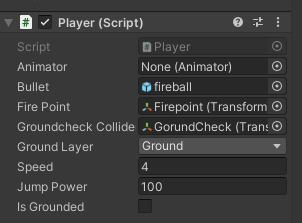 Player (Script)
Script Player
Animator None (Animator)
Bullet fireball
Fire Point Firepoint (Transform
Groundcheck Collide GorundCheck (Trans
Ground Layer Ground
Speed 4
Jump Power 100
Is Grounded